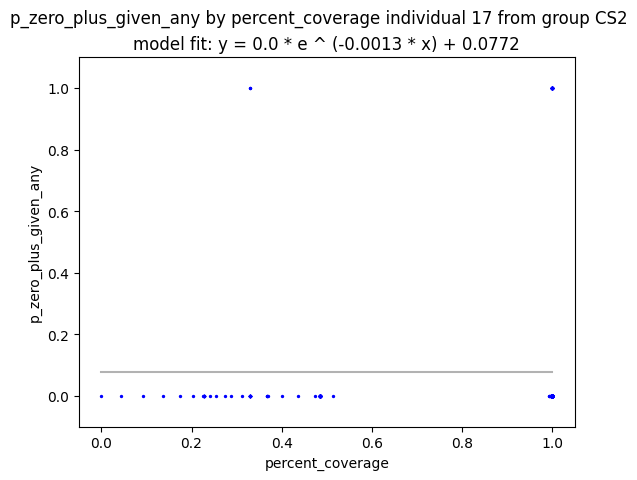 p_zero_plus_given_any by percent_coverage individual 17 from group CS2
model fit: y = 0.0 * e ^ (-0.0013 * x) + 0.0772
1.0
0.8
0.6
0.4
0.2
0.0
p_zero_plus_given_any
0.0 0.2 0.4 0.6 0.8 1.0
percent_coverage